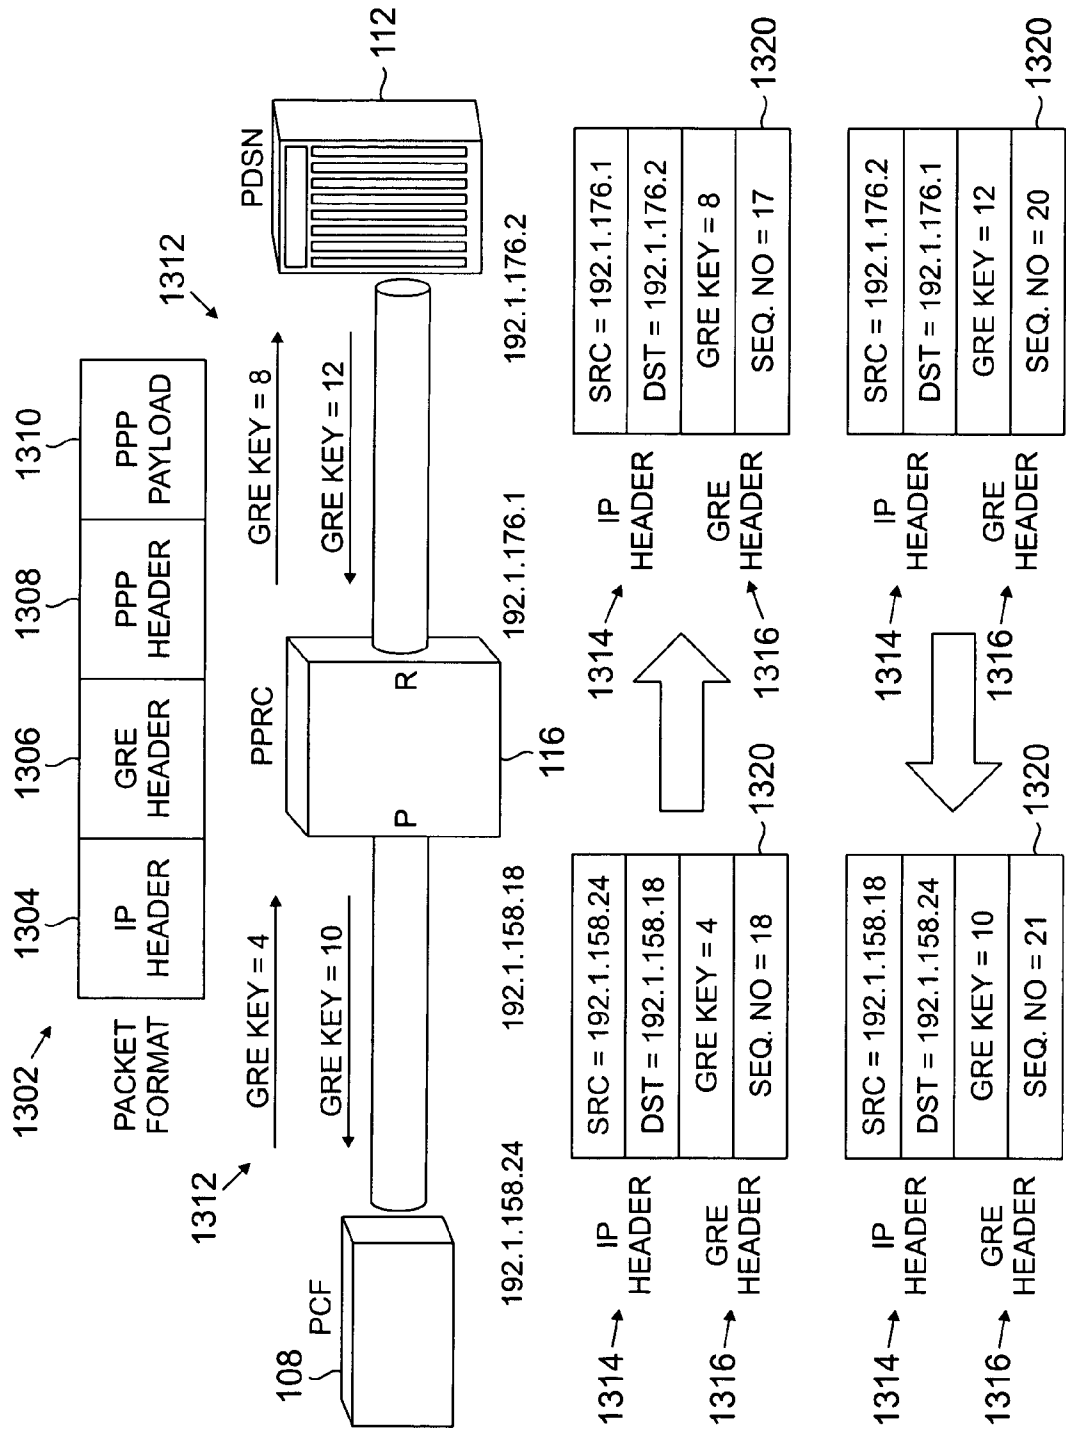 1302
PACKET
FORMAT
1304
1306
1308
1310
IP
HEADER
GRE
HEADER
PPP
HEADER
PPP
PAYLOAD
1312
GRE KEY = 4
GRE KEY = 10
1312
GRE KEY = 8
GRE KEY = 12
108
PCF
PPRC
P
R
116
PDSN
112
192.1.158.24
192.1.158.18
192.1.176.1
192.1.176.2
1314
IP
HEADER
1316
GRE
HEADER
SRC = 192.1.158.24
DST = 192.1.158.18
GRE KEY = 4
SEQ. NO = 18
1320
1314
IP
HEADER
1316
GRE
HEADER
SRC = 192.1.176.1
DST = 192.1.176.2
GRE KEY = 8
SEQ. NO = 17
1320
1314
IP
HEADER
1316
GRE
HEADER
SRC = 192.1.158.18
DST = 192.1.158.24
GRE KEY = 10
SEQ. NO = 21
1320
1314
IP
HEADER
1316
GRE
HEADER
SRC = 192.1.176.2
DST = 192.1.176.1
GRE KEY = 12
SEQ. NO = 20
1320